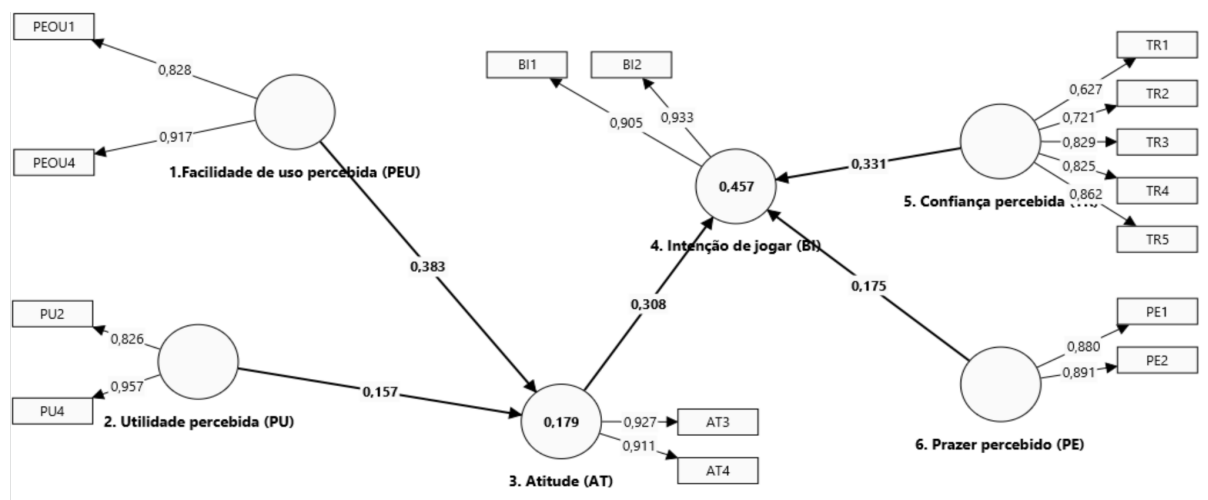 PEOU1
0,828
0,917
PEOU4
1.Facilidade de uso percebida (PEU)
0,383
PU2
0,826
0,957
PU4
2. Utilidade percebida (PU)
0,157
BI1
BI2
0,905
0,933
0,457
4. Intenção de jogar (BI)
0,308
0,179
0,927
AT3
0,911
AT4
3. Atitude (AT)
0,331
TR1
0,627
TR2
0,721
TR3
0,829
TR4
0,825
0,862
TR5
5. Confiança percebida
0,175
PE1
0,880
PE2
0,891
6. Prazer percebido (PE)